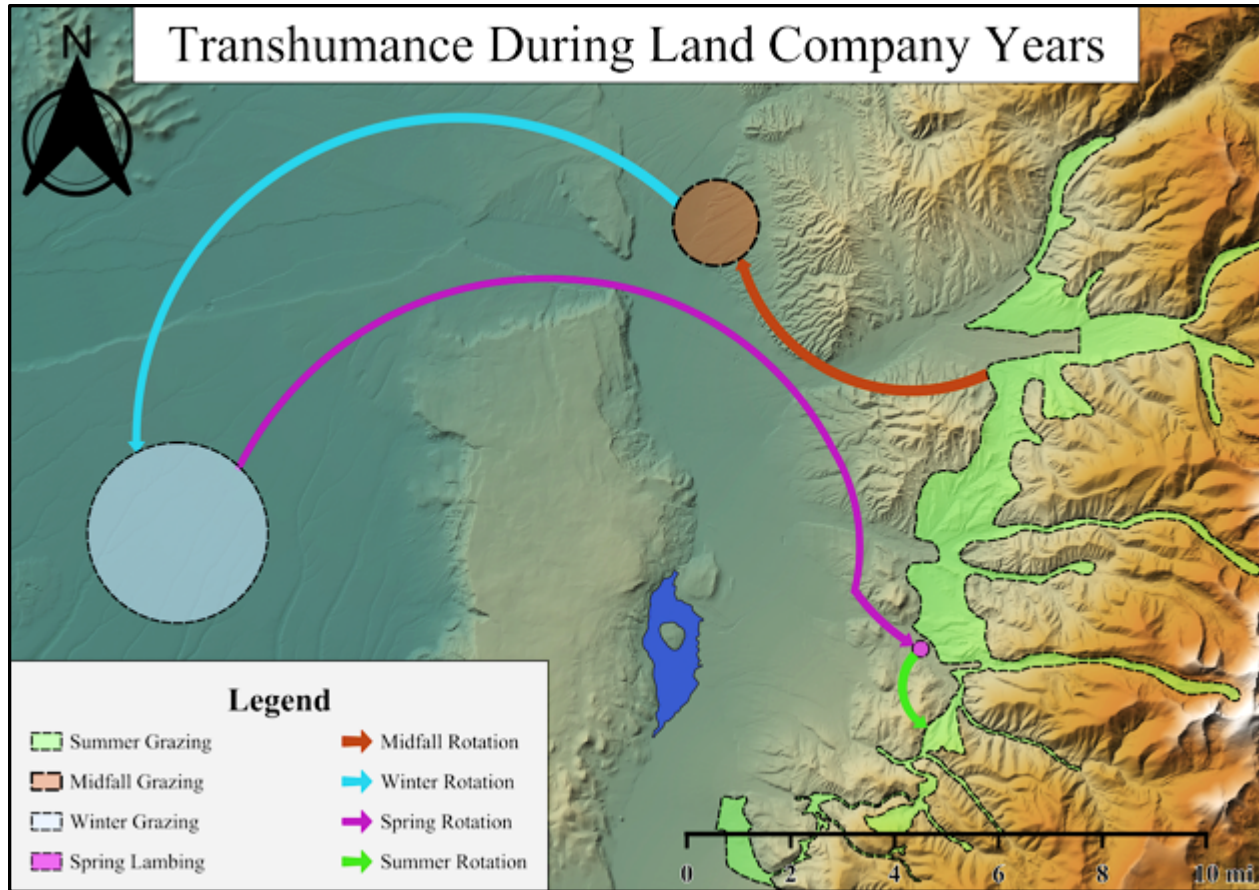 Transhumance During Land Company Years
N
Legend
Summer Grazing
Midfall Grazing
Winter Grazing
Spring Lambing
Midfall Rotation
Winter Rotation
Spring Rotation
Summer Rotation
0 2 4 6 8 10 mi